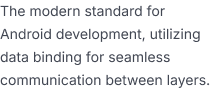 The modern standard for
Android development, utilizing
data binding for seamless
communication between layers.